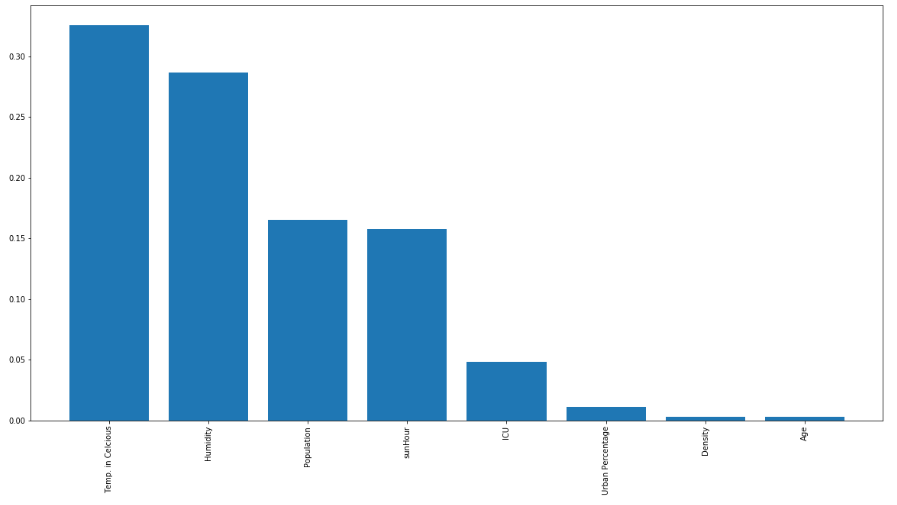 0.30
0.25
0.20
0.15
0.10
0.05
0.00
Temp. in Celcious
Humidity
Population
sunHour
ICU
Urban Percentage
Density
Age